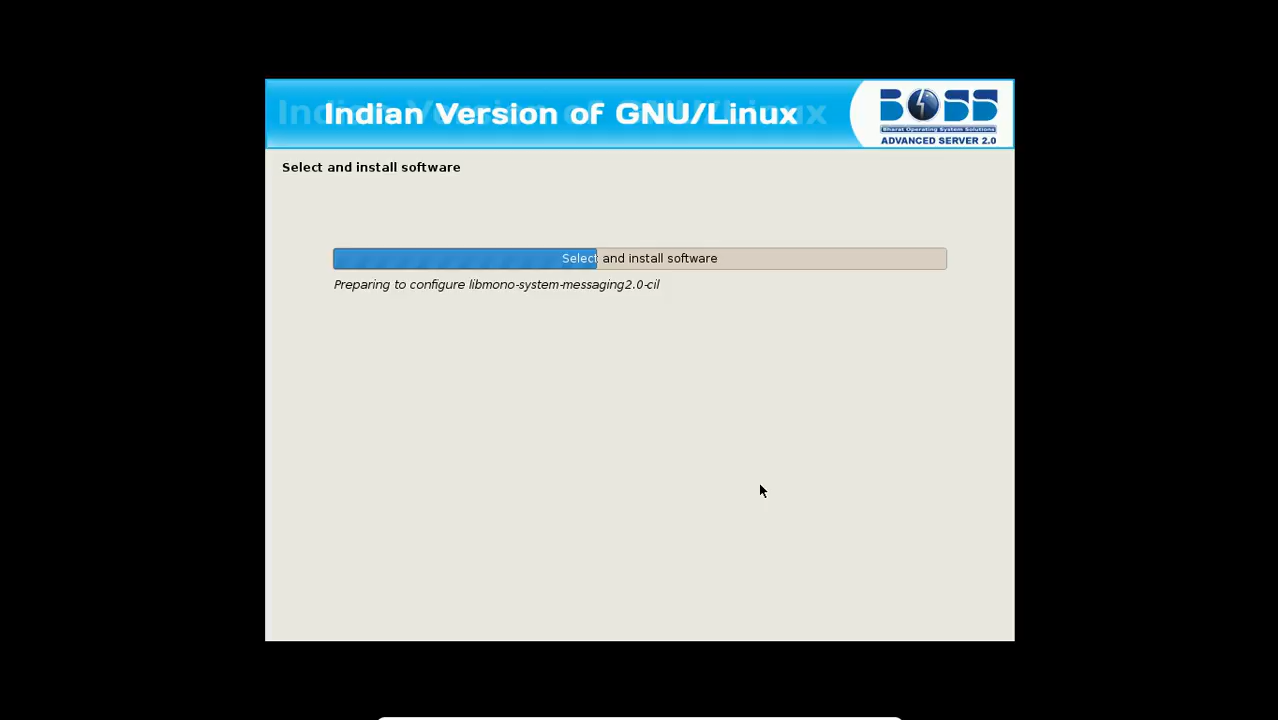 Indian Version of GNU/Linux
BOSS
Bharat Operating System Solutions
ADVANCED SERVER 2.0
Select and install software
Select and install software
Preparing to configure libmono-system-messaging2.0-cil